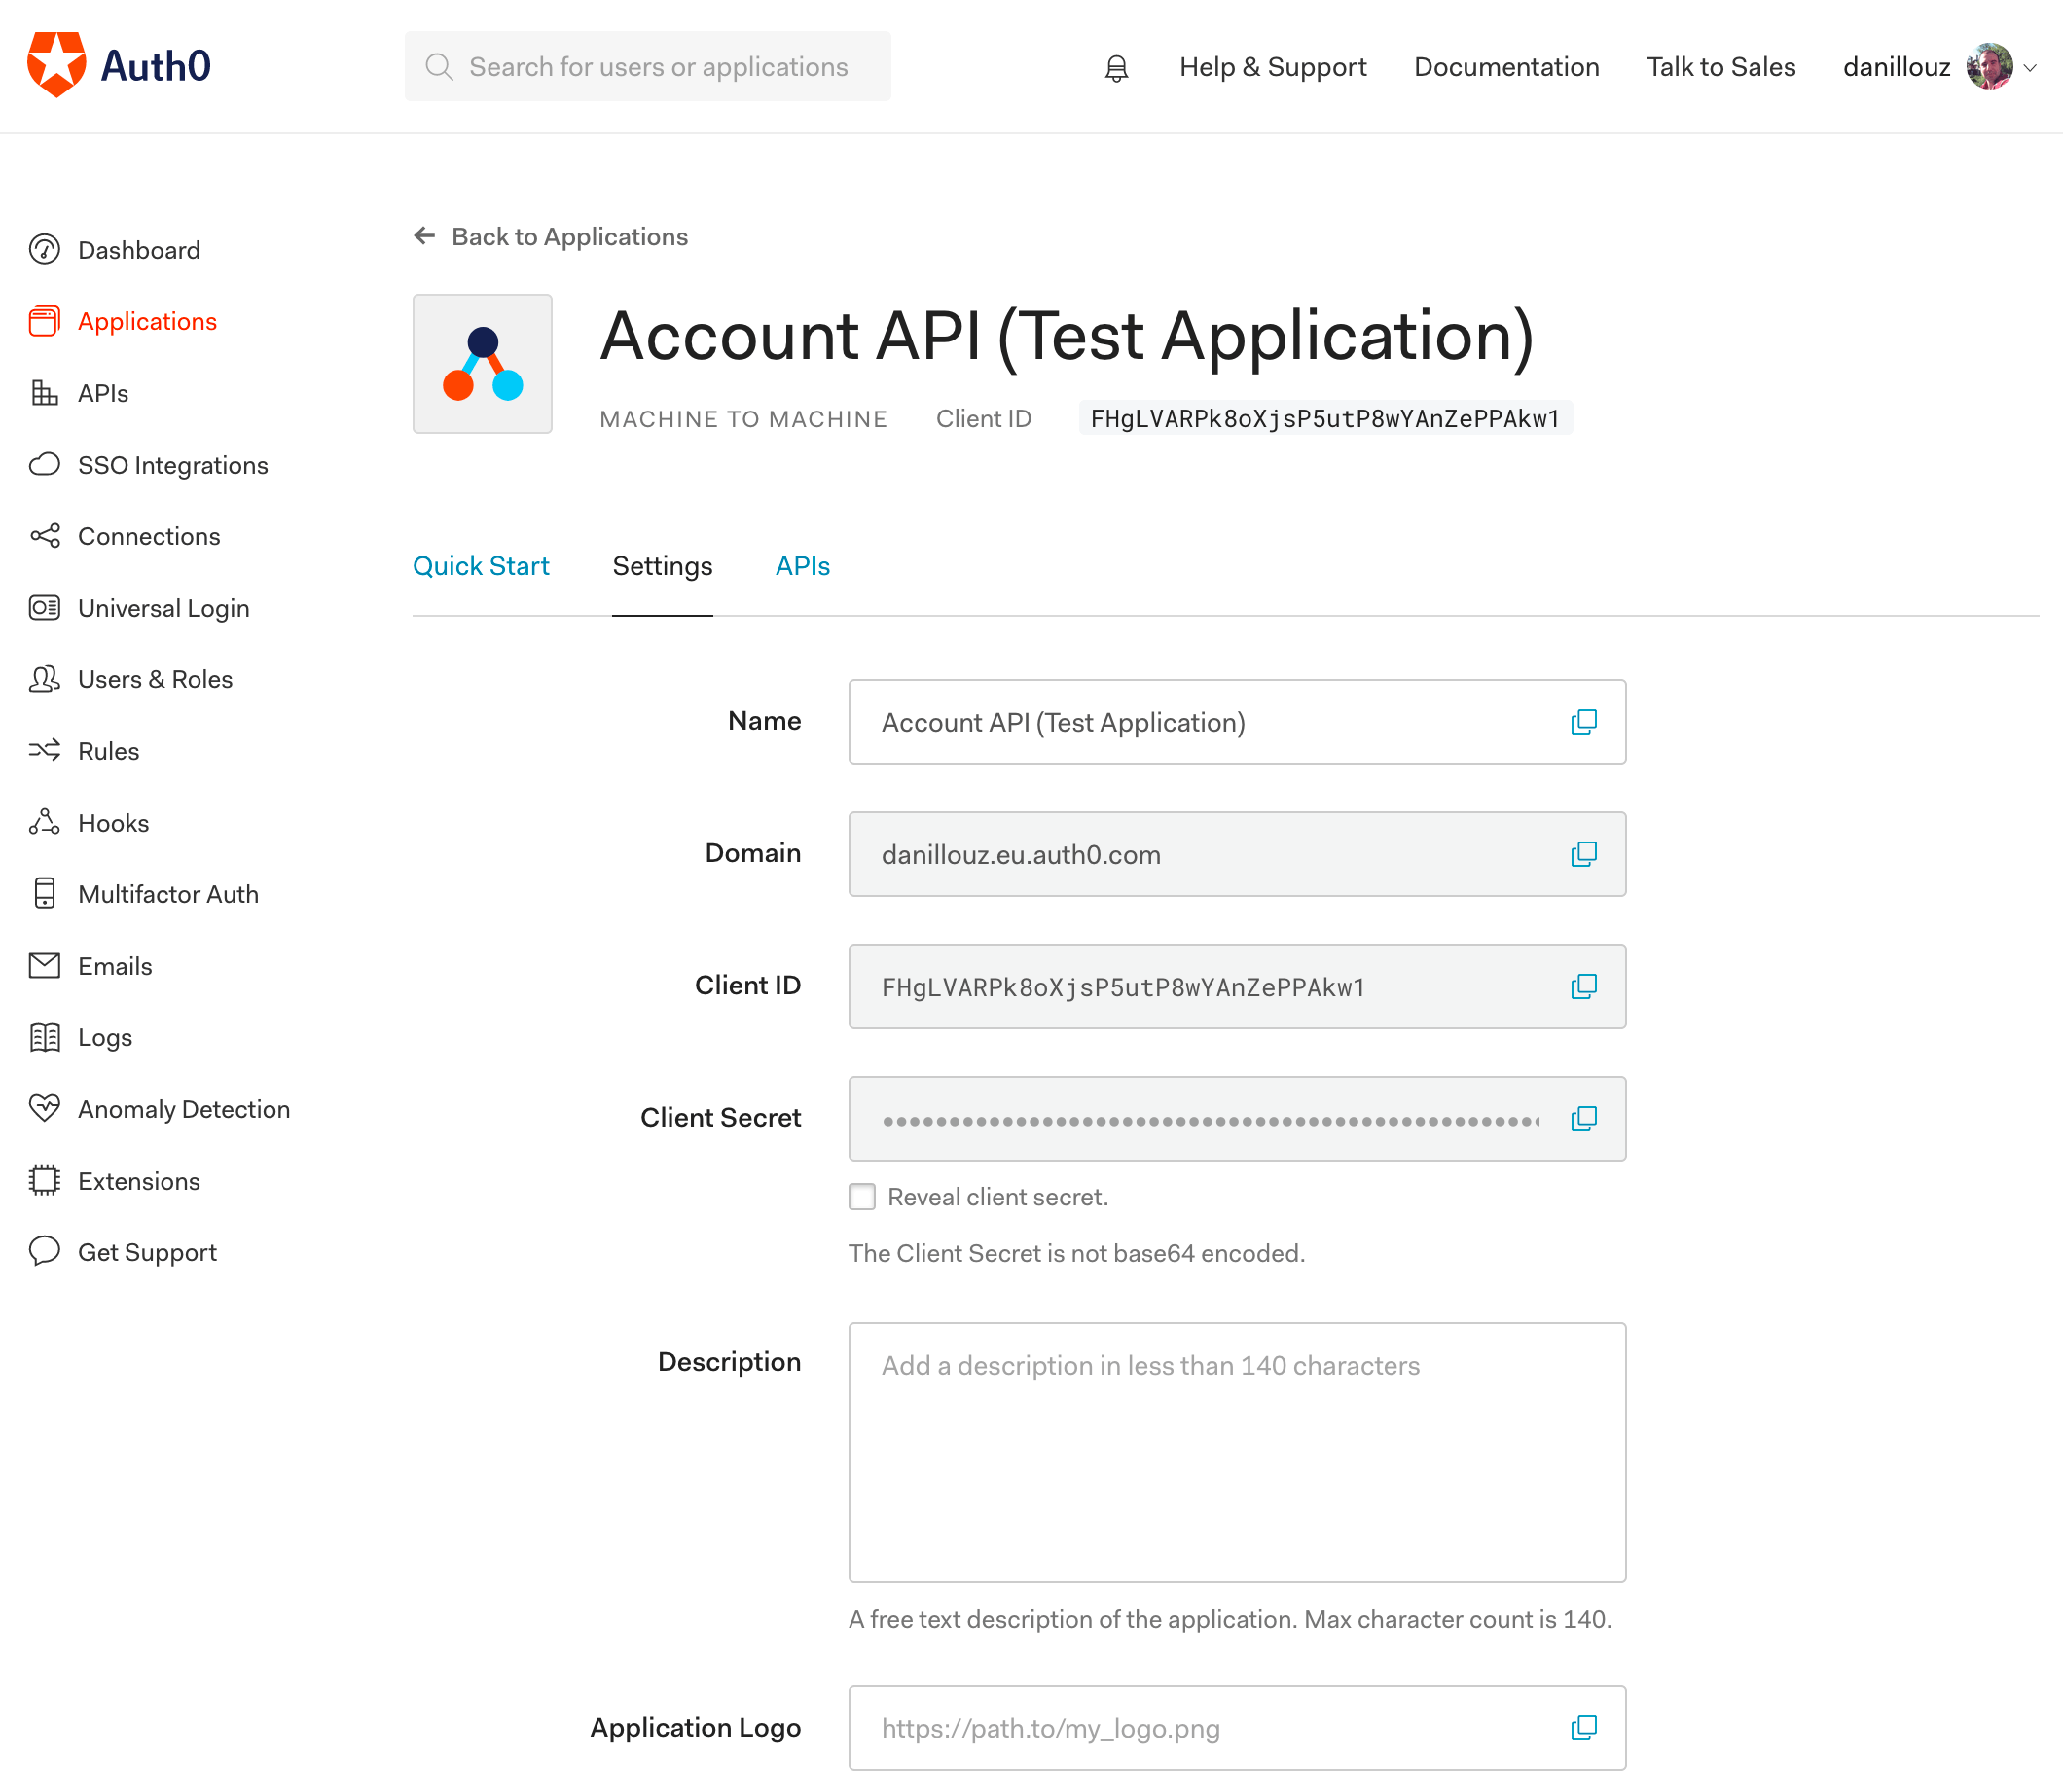 Auth0
Search for users or applications
Help & Support
Documentation
Talk to Sales
danillouz
Dashboard
Applications
APIs
SSO Integrations
Connections
Universal Login
Users & Roles
Rules
Hooks
Multifactor Auth
Emails
Logs
Anomaly Detection
Extensions
Get Support
Back to Applications
Account API (Test Application)
MACHINE TO MACHINE
Client ID
FHgLVARPk8oXjsP5utP8wYAnZePPAkw1
Quick Start
Settings
APIs
Name
Account API (Test Application)
Domain
danillouz.eu.auth0.com
Client ID
FHgLVARPk8oXjsP5utP8wYAnZePPAkw1
Client Secret
Reveal client secret.
The Client Secret is not base64 encoded.
Description
Add a description in less than 140 characters
A free text description of the application. Max character count is 140.
Application Logo
https://path.to/my_logo.png